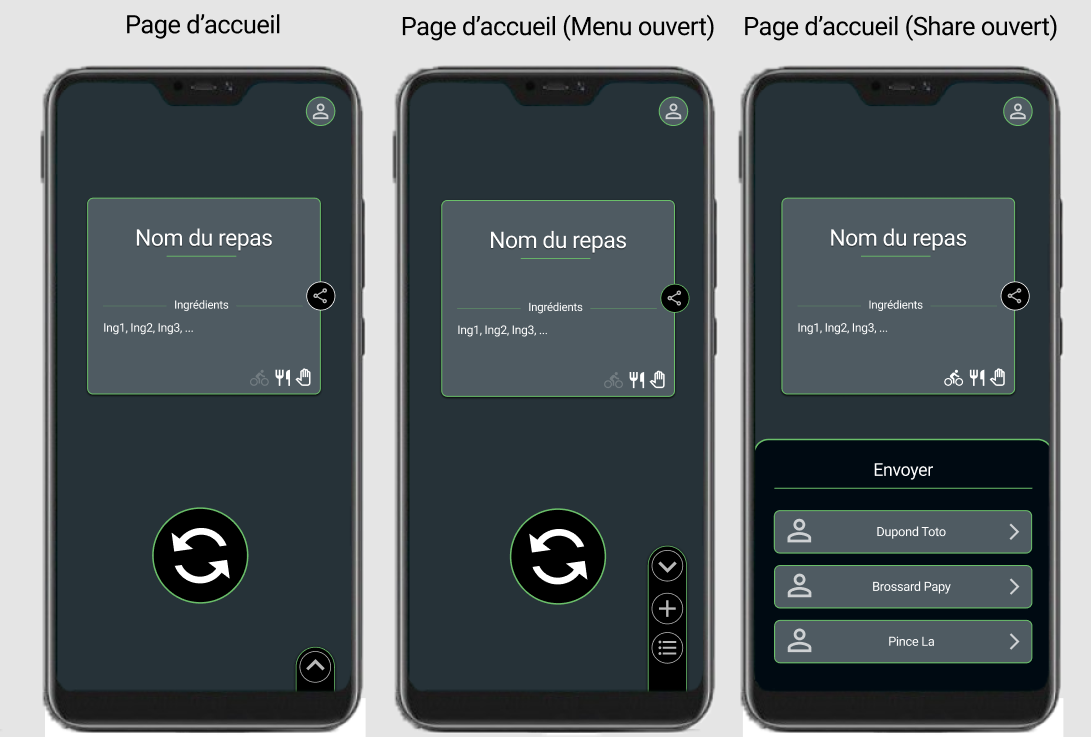 Page d'accueil
Page d'accueil (Menu ouvert)
Page d'accueil (Share ouvert)
Nom du repas
Ingrédients
Ing1, Ing2, Ing3, ...
Nom du repas
Ingrédients
Ing1, Ing2, Ing3, ...
Nom du repas
Ingrédients
Ing1, Ing2, Ing3, ...
Envoyer
Dupond Toto
Brossard Papy
Pince La